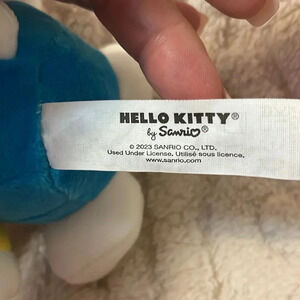 HELLO KITTY®
by Sanrio®
© 2023 SANRIO CO., LTD.
Used Under License. Utilisé sous licence.
www.sanrio.com